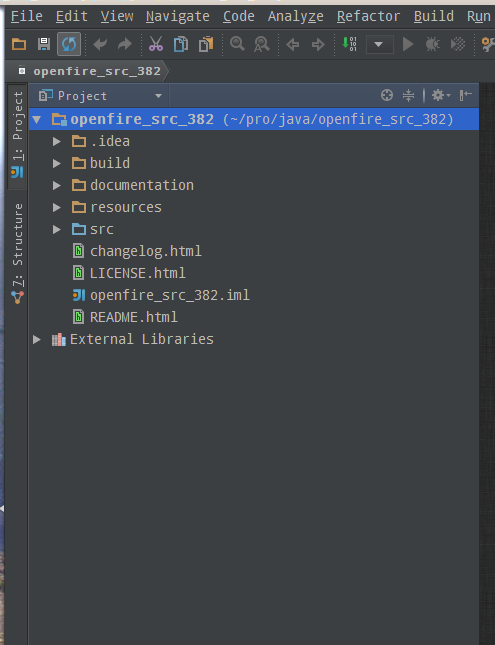 File Edit View Navigate Code Analyze Refactor Build Run
openfire_src_382
1: Project
Project
openfire_src_382 (~/pro/java/openfire_src_382)
.idea
build
documentation
resources
src
changelog.html
LICENSE.html
openfire_src_382.iml
README.html
External Libraries
Z: Structure